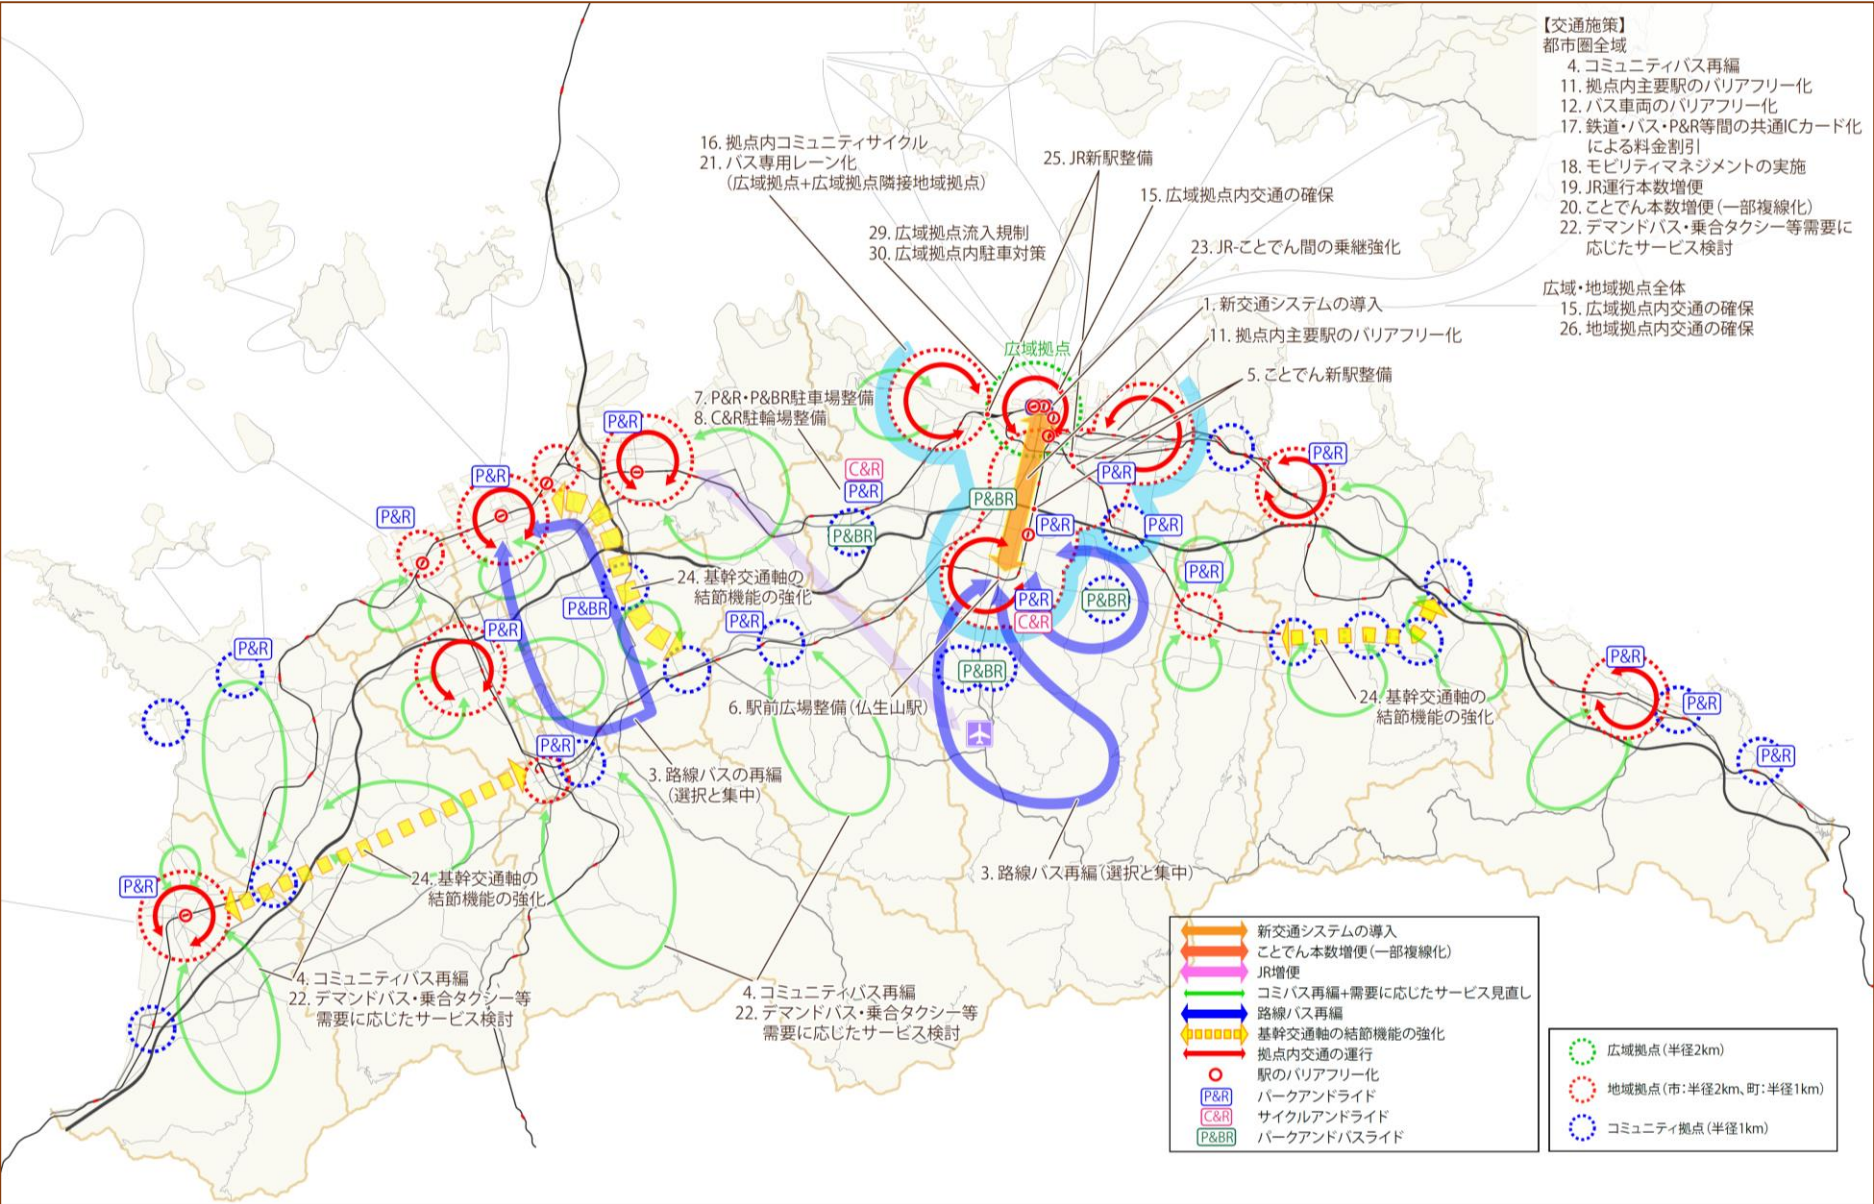 【交通施策】
都市圏全域
4. コミュニティバス再編
11. 拠点内主要駅のバリアフリー化
12. バス車両のバリアフリー化
17. 鉄道・バス・P&R等間の共通ICカード化
による料金割引
18. モビリティマネジメントの実施
19. JR運行本数増便
20. ことでん本数増便(一部複線化)
22. デマンドバス・乗合タクシー等需要に
応じたサービス検討
広域・地域拠点全体
15. 広域拠点内交通の確保
26. 地域拠点内交通の確保
16. 拠点内コミュニティサイクル
21. バス専用レーン化
(広域拠点+広域拠点隣接地域拠点)
25. JR新駅整備
15. 広域拠点内交通の確保
29. 広域拠点流入規制
30. 広域拠点内駐車対策
23. JR-ことでん間の乗継強化
1. 新交通システムの導入
11. 拠点内主要駅のバリアフリー化
広域拠点
5. ことでん新駅整備
7. P&R・P&BR駐車場整備
8. C&R駐輪場整備
P&R
P&R
C&R
P&R
P&R
P&R
P&R
P&BR
P&R
P&R
P&R
P&BR
24. 基幹交通軸の
結節機能の強化
P&R
P&BR
P&R
P&BR
P&R
C&R
P&R
P&R
P&R
P&BR
P&R
P&R
6. 駅前広場整備(仏生山駅)
24. 基幹交通軸の
結節機能の強化
P&R
P&R
3. 路線バスの再編
(選択と集中)
3. 路線バス再編(選択と集中)
P&R
24. 基幹交通軸の
結節機能の強化
4. コミュニティバス再編
22. デマンドバス・乗合タクシー等
需要に応じたサービス検討
4. コミュニティバス再編
22. デマンドバス・乗合タクシー等
需要に応じたサービス検討
新交通システムの導入
ことでん本数増便(一部複線化)
JR増便
コミバス再編+需要に応じたサービス見直し
路線バス再編
基幹交通軸の結節機能の強化
拠点内交通の運行
駅のバリアフリー化
P&R パークアンドライド
C&R サイクルアンドライド
P&BR パークアンドバスライド
広域拠点(半径2km)
地域拠点(市:半径2km、町:半径1km)
コミュニティ拠点(半径1km)